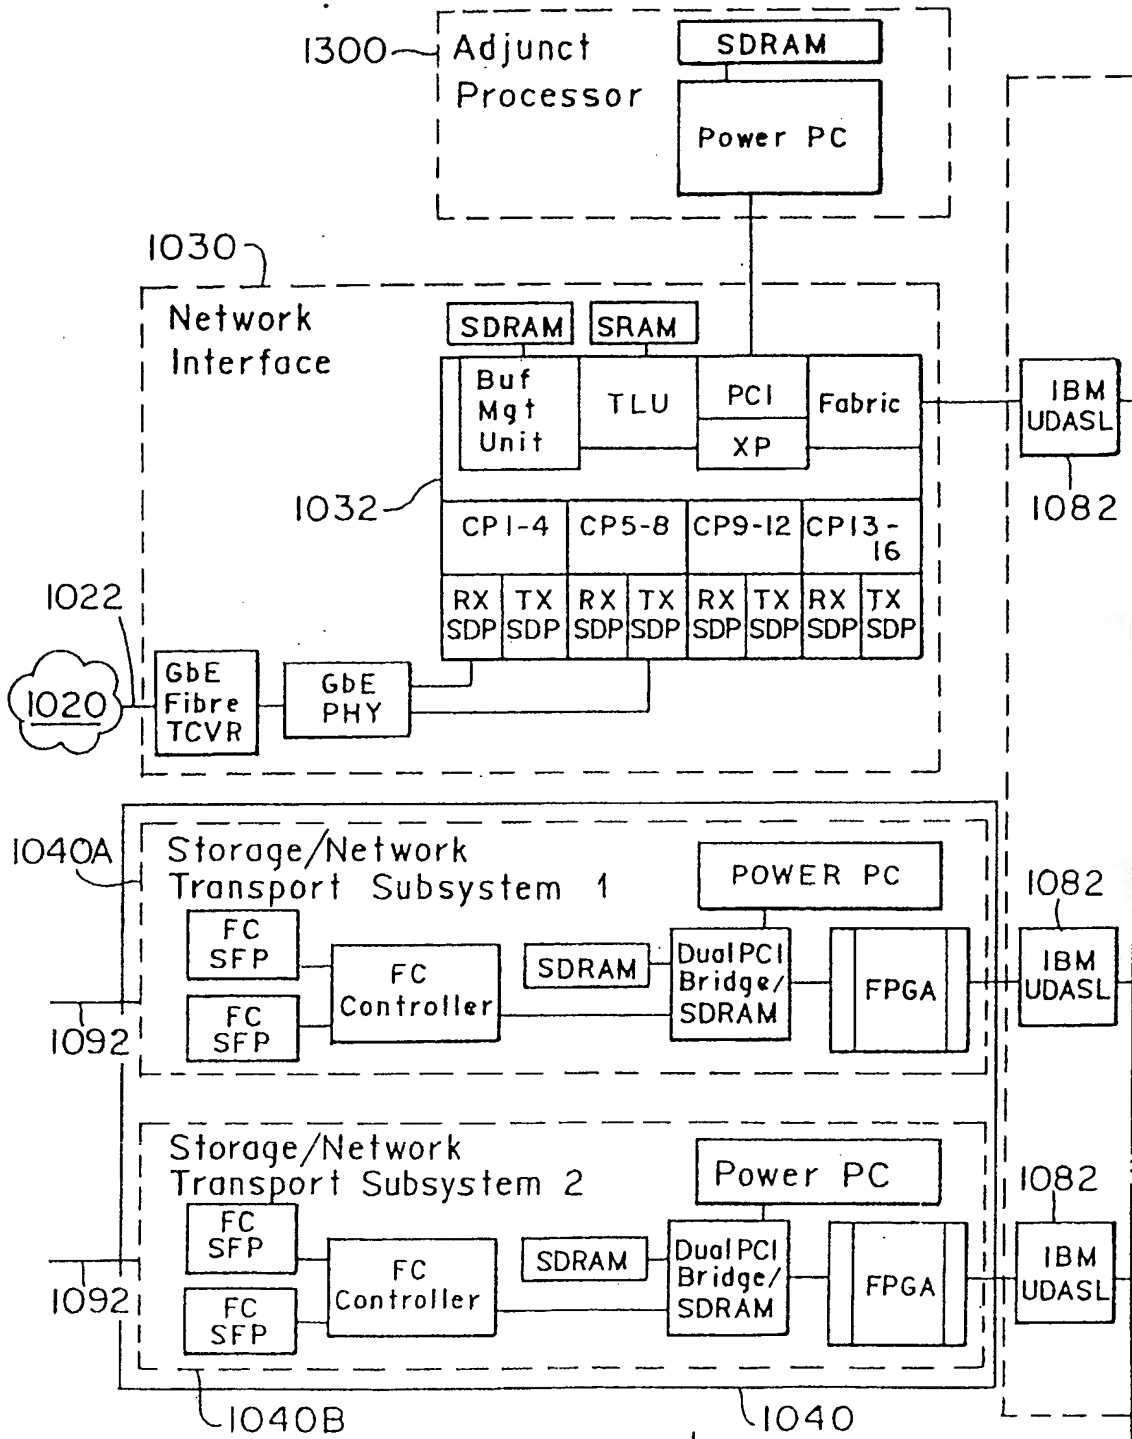 1300
Adjunct
Processor
SDRAM
Power PC
1030
Network
Interface
SDRAM
SRAM
Buf
Mgt
Unit
TLU
PCI
XP
Fabric
IBM
UDASL
1082
1032
CP1-4
CP5-8
CP9-12
CP13-
16
RX
SDP
TX
SDP
RX
SDP
TX
SDP
RX
SDP
TX
SDP
RX
SDP
TX
SDP
1022
1020
GbE
Fibre
TCVR
GbE
PHY
1040A
Storage/Network
Transport Subsystem 1
POWER PC
1082
FC
SFP
FC
SFP
FC
Controller
SDRAM
Dual PCI
Bridge/
SDRAM
FPGA
IBM
UDASL
1092
Storage/Network
Transport Subsystem 2
Power PC
1082
FC
SFP
FC
SFP
FC
Controller
SDRAM
Dual PCI
Bridge/
SDRAM
FPGA
IBM
UDASL
1092
1040B
1040